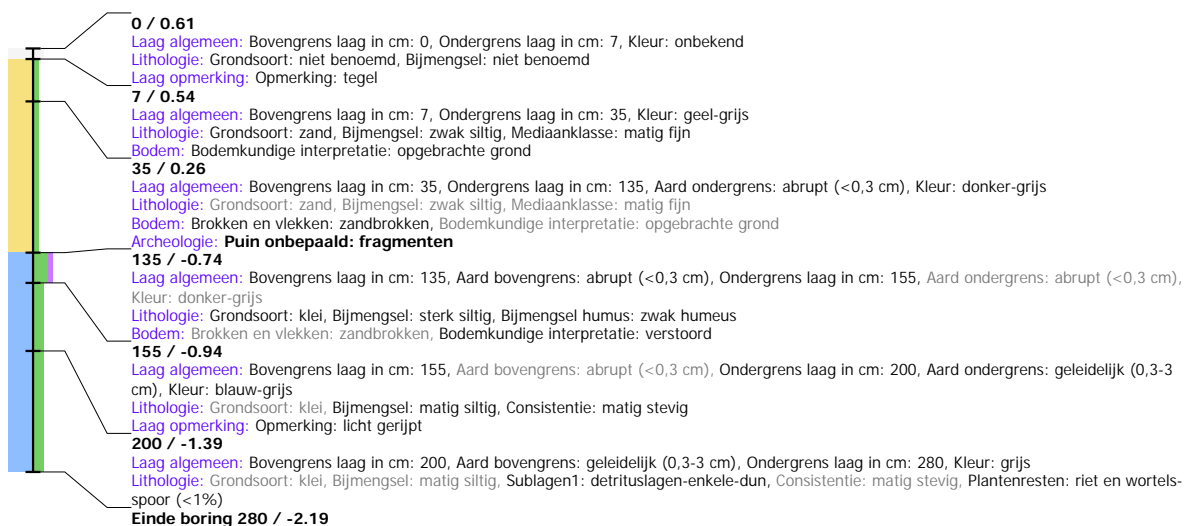 0 / 0.61
Laag algemeen: Bovengrens laag in cm: 0, Ondergrens laag in cm: 7, Kleur: onbekend
Lithologie: Grondsoort: niet benoemd, Bijmengsel: niet benoemd
Laag opmerking: Opmerking: tegel
7 / 0.54
Laag algemeen: Bovengrens laag in cm: 7, Ondergrens laag in cm: 35, Kleur: geel-grijs
Lithologie: Grondsoort: zand, Bijmengsel: zwak siltig, Mediaanklasse: matig fijn
Bodem: Bodemkundige interpretatie: opgebrachte grond
35 / 0.26
Laag algemeen: Bovengrens laag in cm: 35, Ondergrens laag in cm: 135, Aard ondergrens: abrupt (<0,3 cm), Kleur: donker-grijs
Lithologie: Grondsoort: zand, Bijmengsel: zwak siltig, Mediaanklasse: matig fijn
Bodem: Brokken en vlekken: zandbrokken, Bodemkundige interpretatie: opgebrachte grond
Archeologie: Puin onbepaald: fragmenten
135 / -0.74
Laag algemeen: Bovengrens laag in cm: 135, Aard bovengrens: abrupt (<0,3 cm), Ondergrens laag in cm: 155, Aard ondergrens: abrupt (<0,3 cm),
Kleur: donker-grijs
Lithologie: Grondsoort: klei, Bijmengsel: sterk siltig, Bijmengsel humus: zwak humeus
Bodem: Brokken en vlekken: zandbrokken, Bodemkundige interpretatie: verstoord
155 / -0.94
Laag algemeen: Bovengrens laag in cm: 155, Aard bovengrens: abrupt (<0,3 cm), Ondergrens laag in cm: 200, Aard ondergrens: geleidelijk (0,3-3
cm), Kleur: blauw-grijs
Lithologie: Grondsoort: klei, Bijmengsel: matig siltig, Consistentie: matig stevig
Laag opmerking: Opmerking: licht gerijpt
200 / -1.39
Laag algemeen: Bovengrens laag in cm: 200, Aard bovengrens: geleidelijk (0,3-3 cm), Ondergrens laag in cm: 280, Kleur: grijs
Lithologie: Grondsoort: klei, Bijmengsel: matig siltig, Sublagen1: detrituslagen-enkele-dun, Consistentie: matig stevig, Plantenresten: riet en wortels-
spoor (<1%)
Einde boring 280 / -2.19